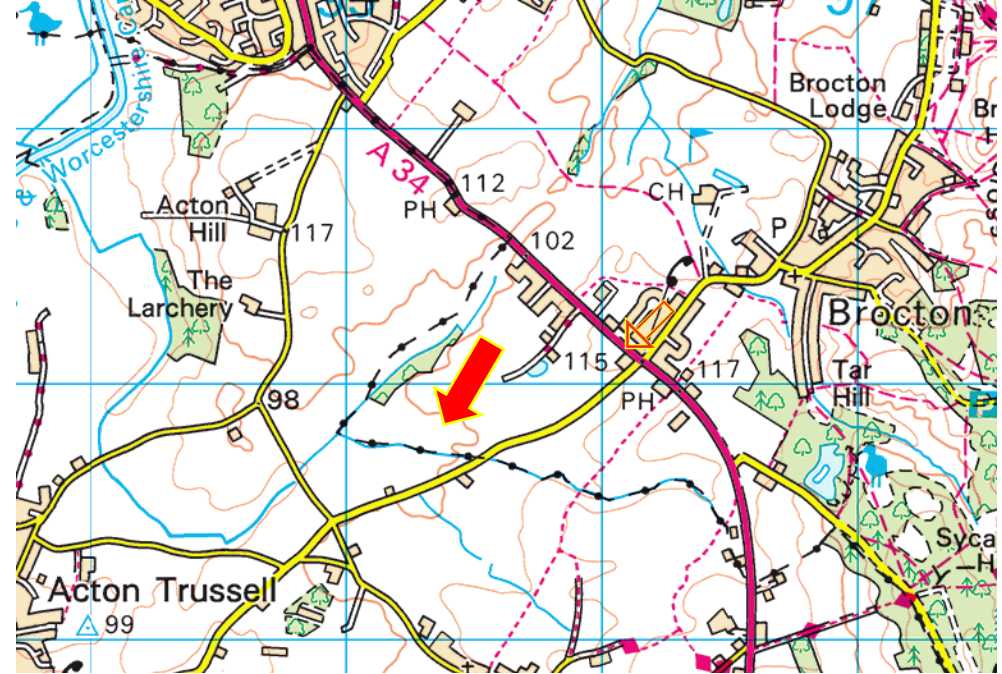 & Worcestershire Ca
A 34
112
PH
102
Brocton
Lodge
Br
H
CH
P
Acton
Hill
117
The
Larchery
Brocton
115
117
PH
Tar
Hill
98
P
Syca
H
Acton Trussell
99